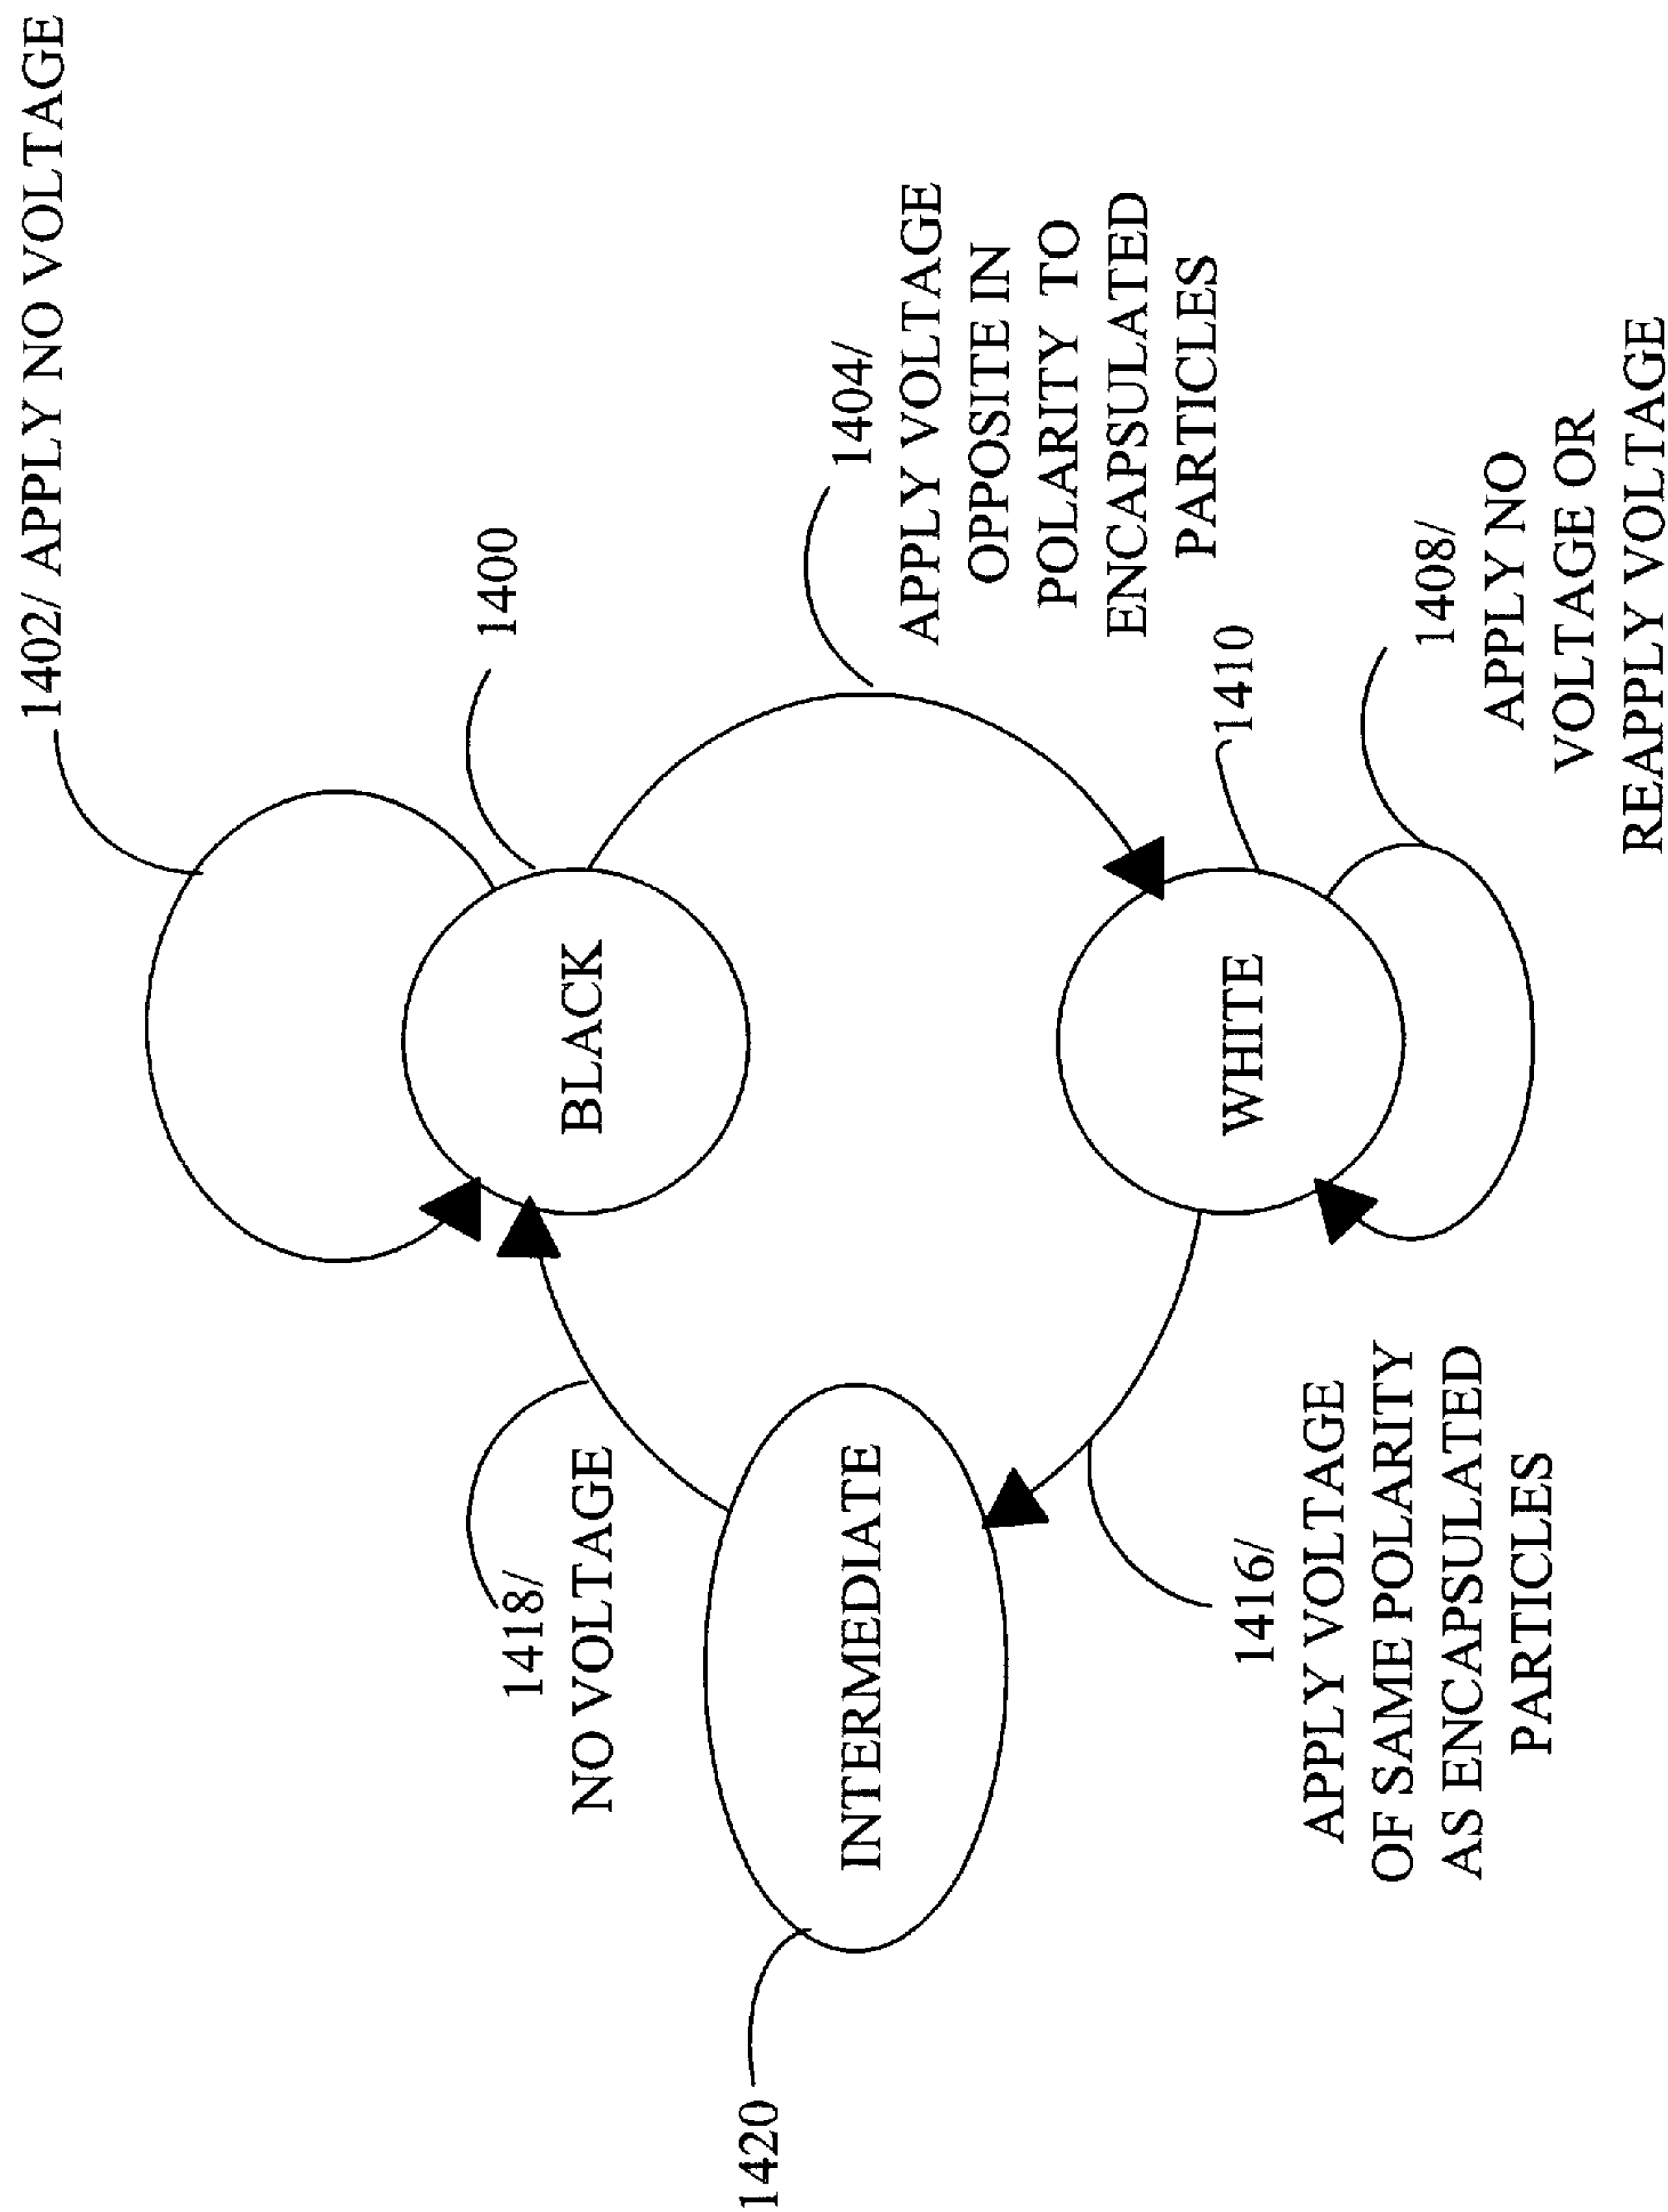 1402/ APPLY NO VOLTAGE
1400
BLACK
1418/
NO VOLTAGE
1404/
APPLY VOLTAGE
OPPOSITE IN
POLARITY TO
ENCAPSULATED
PARTICLES
1420
INTERMEDIATE
1410
WHITE
1416/
APPLY VOLTAGE
OF SAME POLARITY
AS ENCAPSULATED
PARTICLES
1408/
APPLY NO
VOLTAGE OR
REAPPLY VOLTAGE